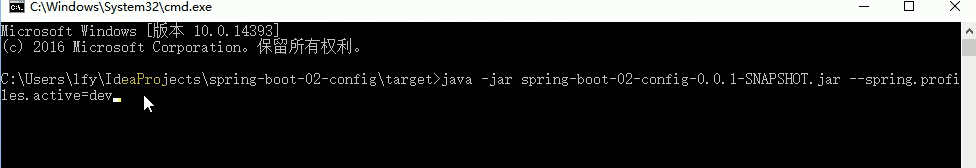 C:\Windows\System32\cmd.exe
Microsoft Windows [版本 10.0.14393]
(c) 2016 Microsoft Corporation。保留所有权利。
C:\Users\lfy\IdeaProjects\spring-boot-02-config\target>java -jar spring-boot-02-config-0.0.1-SNAPSHOT.jar --spring.profi
les.active=dev